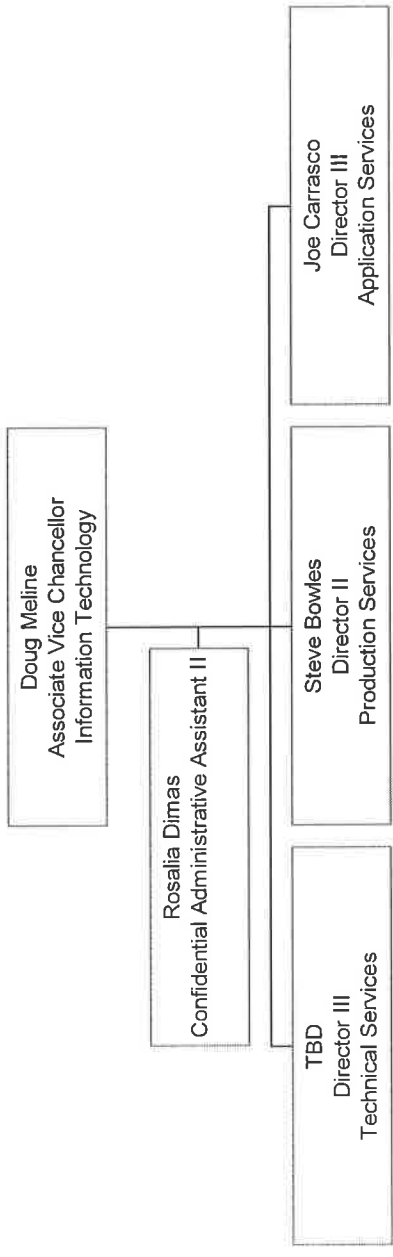 Doug Meline
Associate Vice Chancellor
Information Technology
Rosalia Dimas
Confidential Administrative Assistant II
TBD
Director III
Technical Services
Steve Bowles
Director II
Production Services
Joe Carrasco
Director III
Application Services